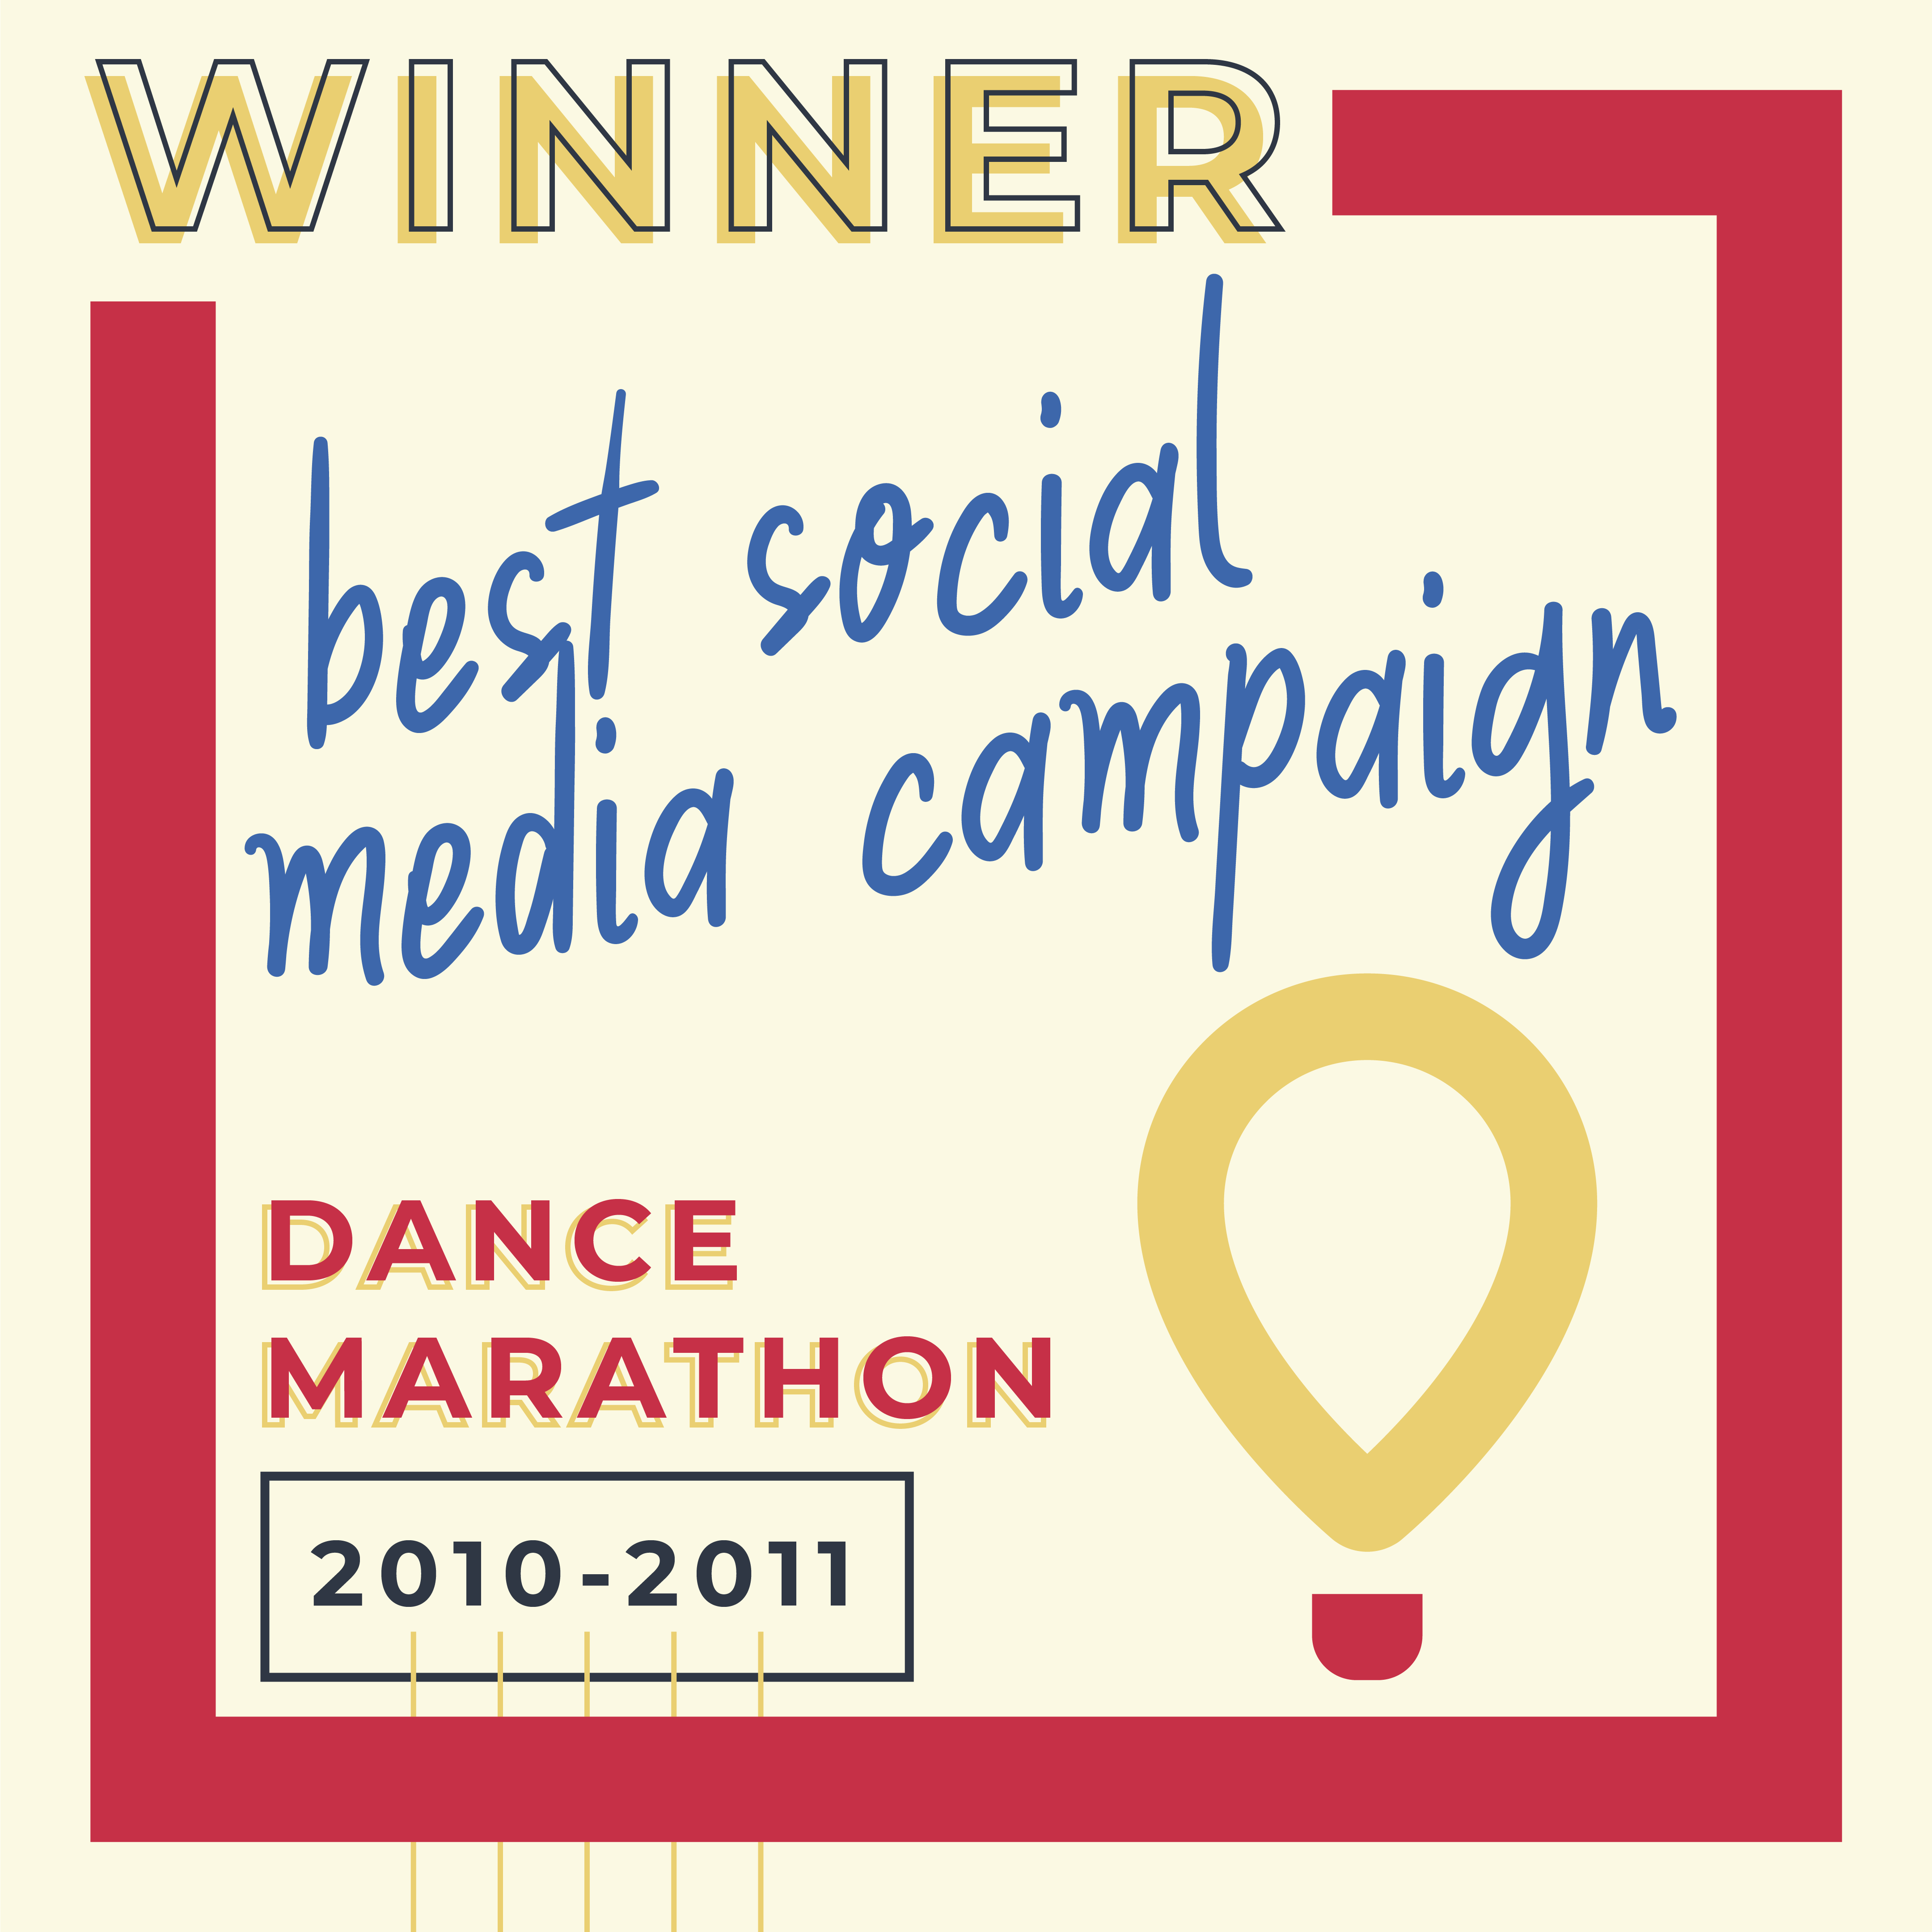 WINNER
best social
media campaign
DANCE
MARATHON
2010-2011